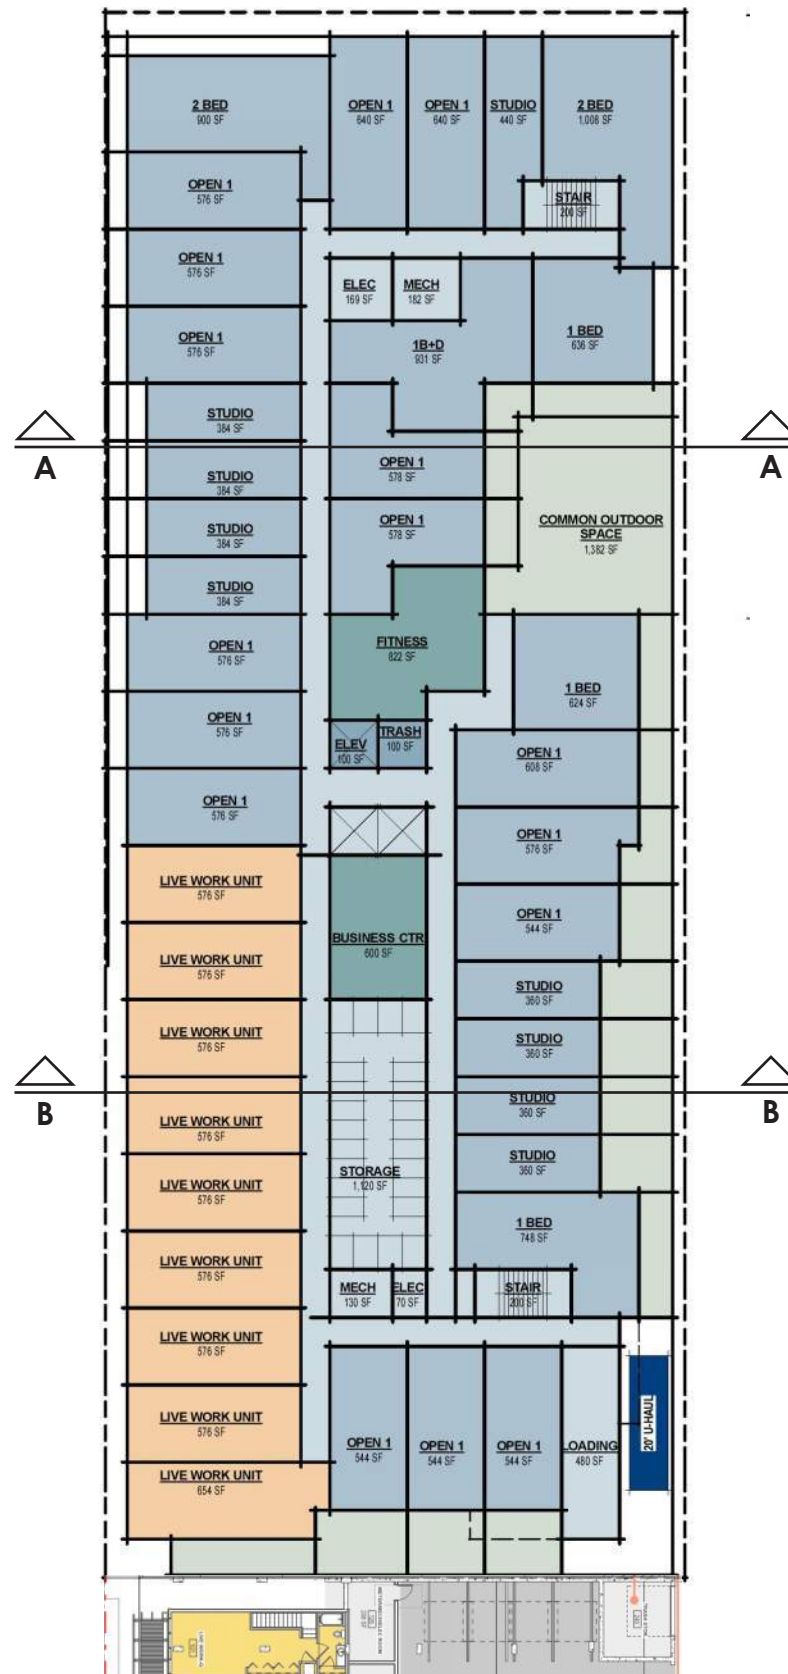 2 BED
900 SF
OPEN 1
640 SF
OPEN 1
640 SF
STUDIO
440 SF
2 BED
1,008 SF
OPEN 1
576 SF
STAIR
200 SF
OPEN 1
576 SF
ELEC
169 SF
MECH
182 SF
OPEN 1
576 SF
1B+D
931 SF
1 BED
636 SF
STUDIO
384 SF
A
A
STUDIO
384 SF
OPEN 1
578 SF
STUDIO
384 SF
OPEN 1
578 SF
COMMON OUTDOOR
SPACE
1,382 SF
STUDIO
384 SF
OPEN 1
576 SF
FITNESS
822 SF
1 BED
624 SF
OPEN 1
576 SF
ELEV
100 SF
TRASH
100 SF
OPEN 1
608 SF
OPEN 1
576 SF
OPEN 1
576 SF
LIVE WORK UNIT
576 SF
OPEN 1
544 SF
BUSINESS CTR
600 SF
LIVE WORK UNIT
576 SF
STUDIO
360 SF
LIVE WORK UNIT
576 SF
STUDIO
360 SF
B
B
LIVE WORK UNIT
576 SF
STUDIO
360 SF
STUDIO
360 SF
STORAGE
1,120 SF
LIVE WORK UNIT
576 SF
1 BED
748 SF
LIVE WORK UNIT
576 SF
MECH
130 SF
ELEC
70 SF
STAIR
200 SF
LIVE WORK UNIT
576 SF
LIVE WORK UNIT
576 SF
20' U-HAUL
OPEN 1
544 SF
OPEN 1
544 SF
OPEN 1
544 SF
LOADING
480 SF
LIVE WORK UNIT
654 SF